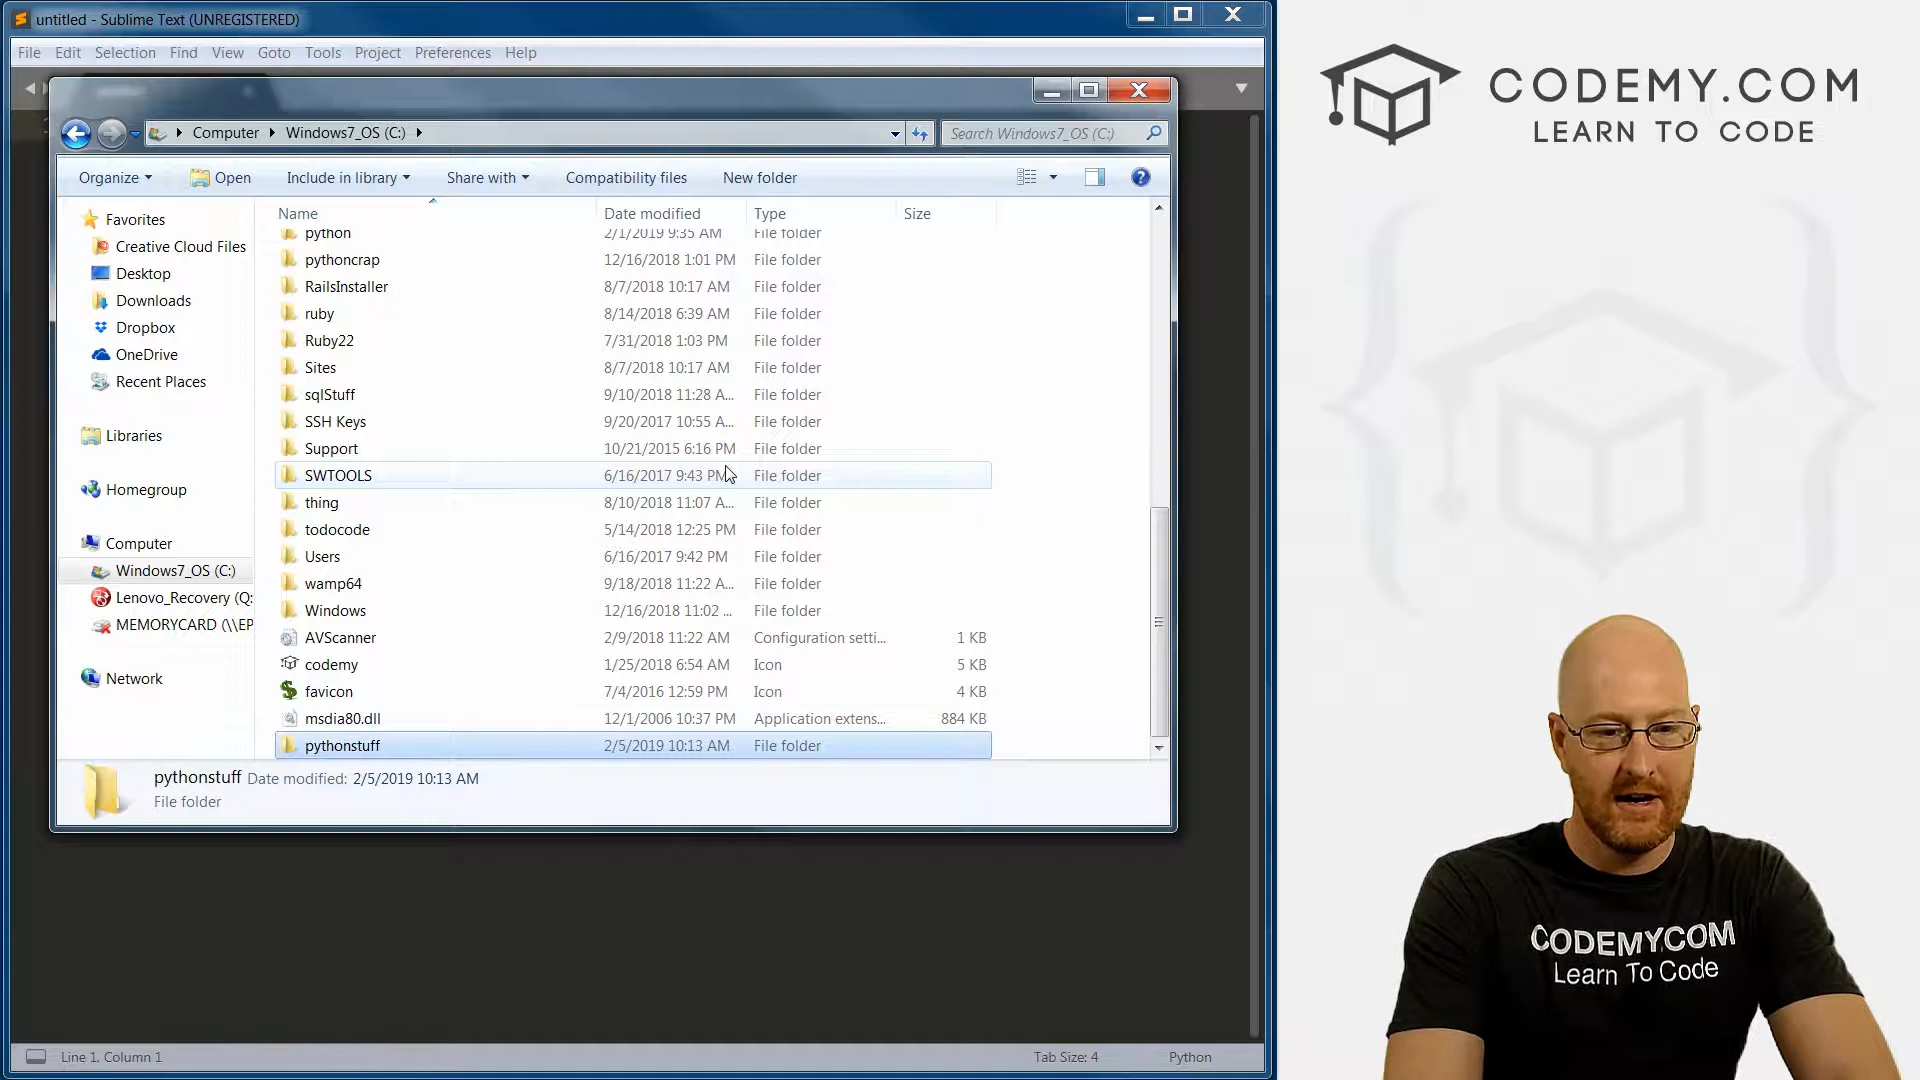 untitled - Sublime Text (UNREGISTERED)
File Edit Selection Find View Goto Tools Project Preferences Help
Computer Windows7_OS (C:)
Search Windows7_OS (C:)
Organize Open Include in library Share with Compatibility files New folder
Name Date modified Type Size
Favorites
Creative Cloud Files
Desktop
Downloads
Dropbox
OneDrive
Recent Places
Libraries
Homegroup
Computer
Windows7_OS (C:)
Lenovo_Recovery (Q:
MEMORYCARD (\\EP
Network
python 2/1/2019 9:35 AM File folder
pythoncrap 12/16/2018 1:01 PM File folder
RailsInstaller 8/7/2018 10:17 AM File folder
ruby 8/14/2018 6:39 AM File folder
Ruby22 7/31/2018 1:03 PM File folder
Sites 8/7/2018 10:17 AM File folder
sqlStuff 9/10/2018 11:28 A... File folder
SSH Keys 9/20/2017 10:55 A... File folder
Support 10/21/2015 6:16 PM File folder
SWTOOLS 6/16/2017 9:43 PM File folder
thing 8/10/2018 11:07 A... File folder
todocode 5/14/2018 12:25 PM File folder
Users 6/16/2017 9:42 PM File folder
wamp64 9/18/2018 11:22 A... File folder
Windows 12/16/2018 11:02 ... File folder
AVScanner 2/9/2018 11:22 AM Configuration setti... 1 KB
codemy 1/25/2018 6:54 AM Icon 5 KB
favicon 7/4/2016 12:59 PM Icon 4 KB
msdia80.dll 12/1/2006 10:37 PM Application extens... 884 KB
pythonstuff 2/5/2019 10:13 AM File folder
pythonstuff Date modified: 2/5/2019 10:13 AM
File folder
Line 1, Column 1
Tab Size: 4 Python
CODEMY.COM
LEARN TO CODE
CODEMY.COM
Learn To Code